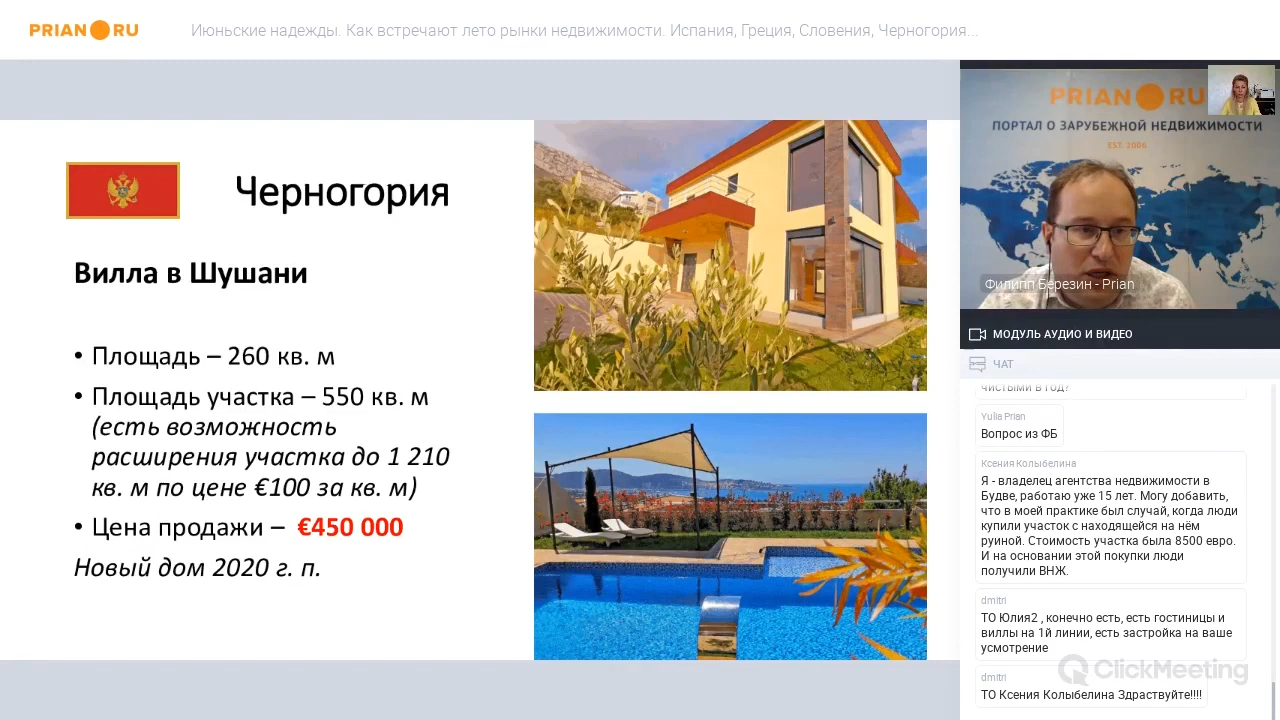 PRIAN RU
Июньские надежды. Как встречают лето рынки недвижимости. Испания, Греция, Словения, Черногория...
Черногория
Вилла в Шушани
• Площадь – 260 кв. м
• Площадь участка – 550 кв. м
(есть возможность
расширения участка до 1 210
кв. м по цене €100 за кв. м)
• Цена продажи – €450 000
Новый дом 2020 г. п.
PRIAN RU
ПОРТАЛ О ЗАРУБЕЖНОЙ НЕДВИЖИМОСТИ
EST. 2006
Филипп Березин - Prian
МОДУЛЬ АУДИО И ВИДЕО
ЧАТ
чистыми в год?
Yulia Prian
Вопрос из ФБ
Ксения Колыбелина
Я - владелец агентства недвижимости в
Будве, работаю уже 15 лет. Могу добавить,
что в моей практике был случай, когда люди
купили участок с находящейся на нём
руиной. Стоимость участка была 8500 евро.
И на основании этой покупки люди
получили ВНЖ.
dmitri
ТО Юлия2 , конечно есть, есть гостиницы и
виллы на 1й линии, есть застройка на ваше
усмотрение
ClickMeeting
dmitri
ТО Ксения Колыбелина Здраствуйте!!!!